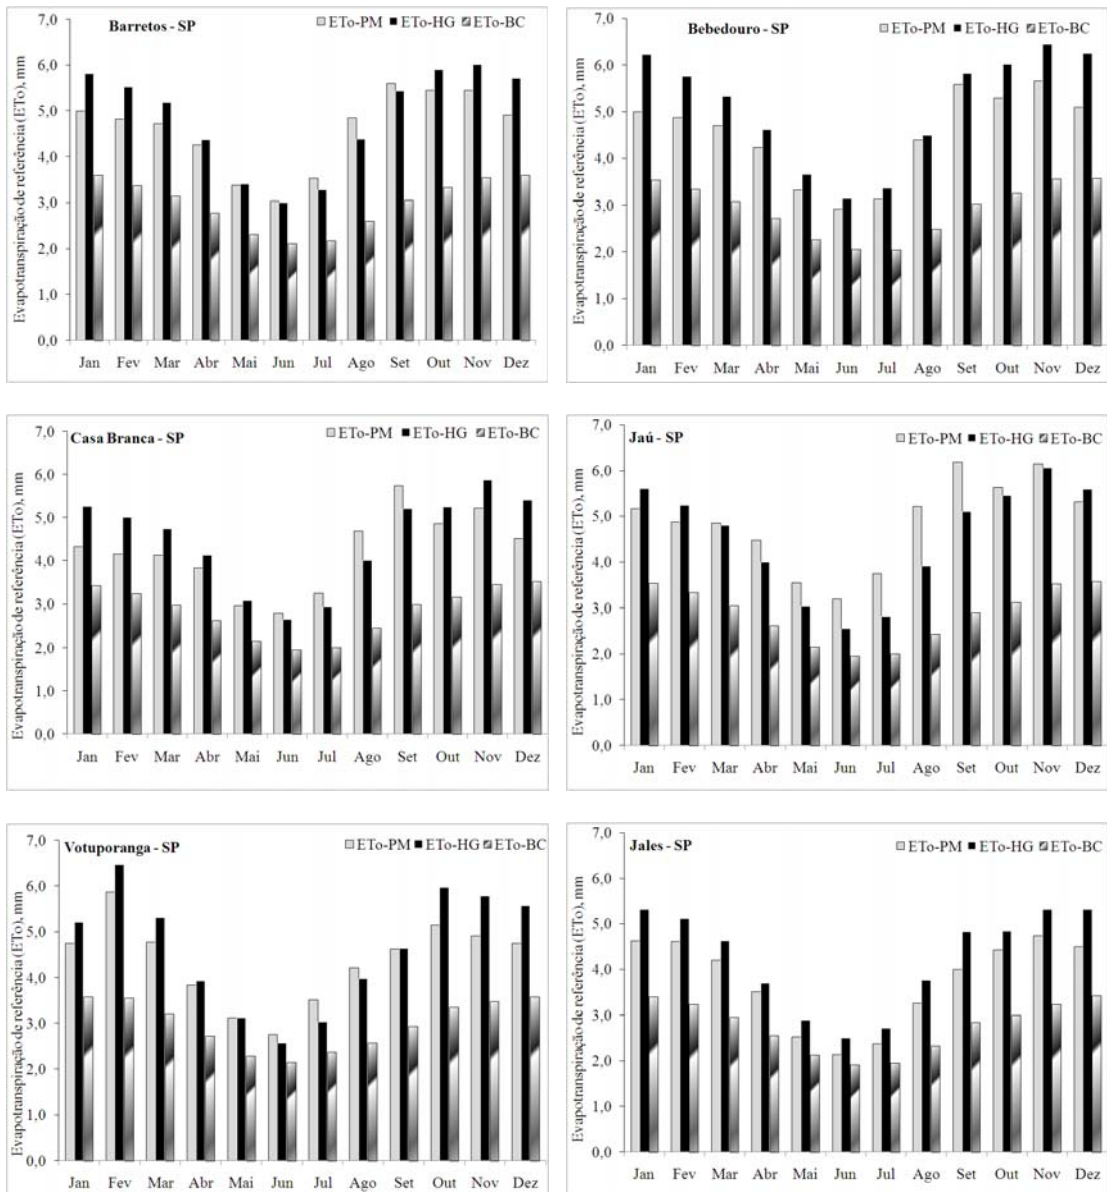 Barretos - SP
ETo-PM ETo-HG ETo-BC
Evapotranspiração de referência (ETo), mm
7,0
6,0
5,0
4,0
3,0
2,0
1,0
0,0
Jan Fev Mar Abr Mai Jun Jul Ago Set Out Nov Dez
Bebedouro - SP
ETo-PM ETo-HG ETo-BC
Evapotranspiração de referência (ETo), mm
7,0
6,0
5,0
4,0
3,0
2,0
1,0
0,0
Jan Fev Mar Abr Mai Jun Jul Ago Set Out Nov Dez
Casa Branca - SP
ETo-PM ETo-HG ETo-BC
Evapotranspiração de referência (ETo), mm
7,0
6,0
5,0
4,0
3,0
2,0
1,0
0,0
Jan Fev Mar Abr Mai Jun Jul Ago Set Out Nov Dez
Jaú - SP
ETo-PM ETo-HG ETo-BC
Evapotranspiração de referência (ETo), mm
7,0
6,0
5,0
4,0
3,0
2,0
1,0
0,0
Jan Fev Mar Abr Mai Jun Jul Ago Set Out Nov Dez
Votuporanga - SP
ETo-PM ETo-HG ETo-BC
Evapotranspiração de referência (ETo), mm
7,0
6,0
5,0
4,0
3,0
2,0
1,0
0,0
Jan Fev Mar Abr Mai Jun Jul Ago Set Out Nov Dez
Jales - SP
ETo-PM ETo-HG ETo-BC
Evapotranspiração de referência (ETo), mm
7,0
6,0
5,0
4,0
3,0
2,0
1,0
0,0
Jan Fev Mar Abr Mai Jun Jul Ago Set Out Nov Dez